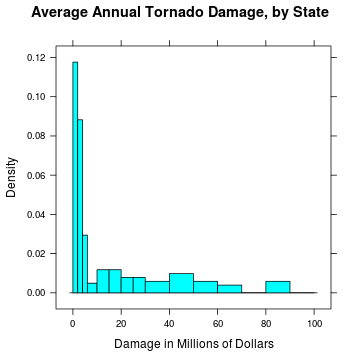 Average Annual Tornado Damage, by State
0.12
0.10
0.08
0.06
0.04
0.02
0.00
Density
0 20 40 60 80 100
Damage in Millions of Dollars